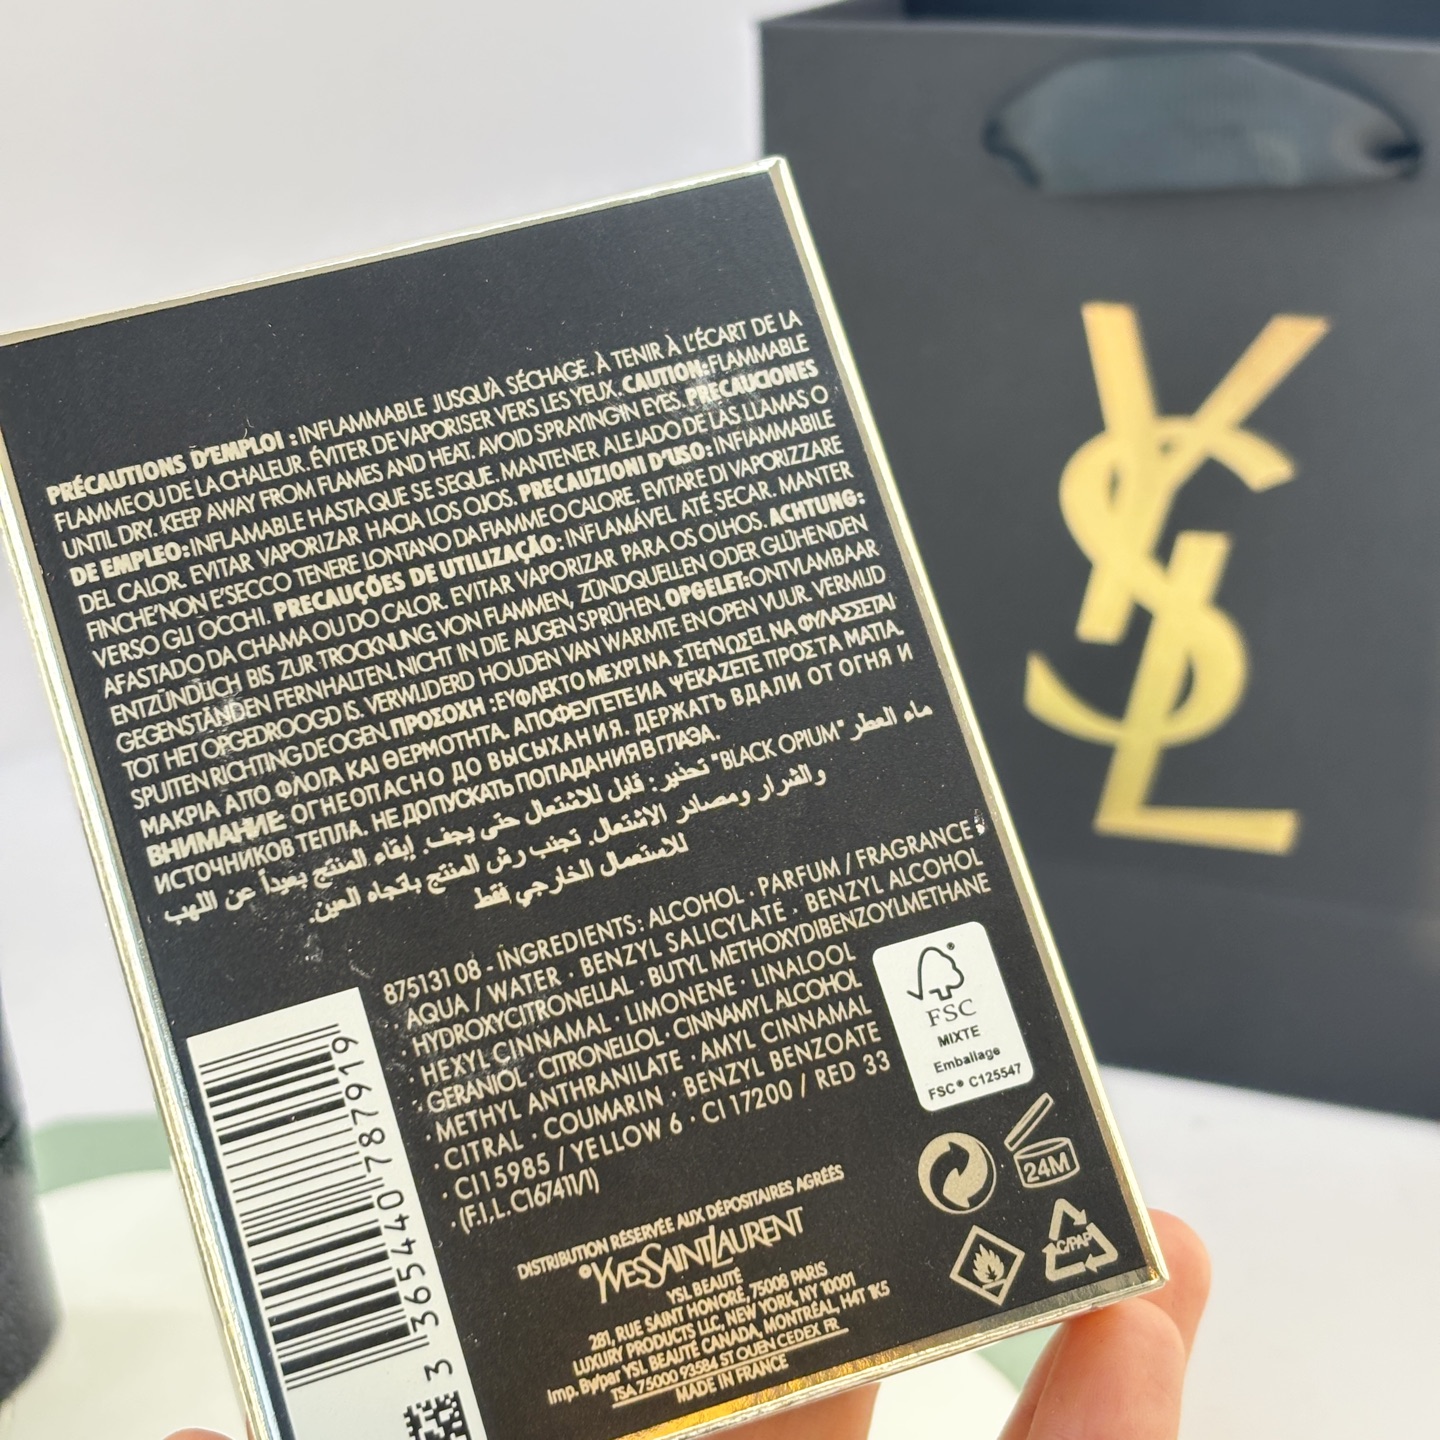 PRÉCAUTIONS D'EMPLOI : INFLAMMABLE JUSQU'À SÉCHAGE. À TENIR À L'ÉCART DE LA
FLAMME OU DE LA CHALEUR. ÉVITER DE VAPORISER VERS LES YEUX. CAUTION: FLAMMABLE
UNTIL DRY. KEEP AWAY FROM FLAMES AND HEAT. AVOID SPRAYING IN EYES. PRECAUCIONES
DE EMPLEO: INFLAMABLE HASTA QUE SE SEQUE. MANTENER ALEJADO DE LAS LLAMAS O
DEL CALOR. EVITAR VAPORIZAR HACIA LOS OJOS. PRECAUZIONI D'USO: INFIAMMABILE
FINCHE' NON E' SECCO TENERE LONTANO DA FIAMME O CALORE. EVITARE DI VAPORIZZARE
VERSO GLI OCCHI. PRECAUÇÕES DE UTILIZAÇÃO: INFLAMÁVEL ATÉ SECAR. MANTER
AFASTADO DA CHAMA OU DO CALOR. EVITAR VAPORIZAR PARA OS OLHOS. ACHTUNG:
ENTZÜNDLICH BIS ZUR TROCKNUNG VON FLAMMEN, ZÜNDQUELLEN ODER GLÜHENDEN
GEGENSTÄNDEN FERNHALTEN. NICHT IN DIE AUGEN SPRÜHEN. OPGELET: ONTVLAMBAAR
TOT HET OPGEDROOGD IS. VERWIJDERD HOUDEN VAN WARMTE EN OPEN VUUR. VERMIJD
SPUITEN RICHTING DE OGEN. ΠΡΟΣΟΧΗ : ΕΥΦΛΕΚΤΟ ΜΕΧΡΙ ΝΑ ΣΤΕΓΝΩΣΕΙ. ΝΑ ΦΥΛΑΣΣΕΤΑΙ
ΜΑΚΡΙΑ ΑΠΟ ΦΛΟΓΑ ΚΑΙ ΘΕΡΜΟΤΗΤΑ. ΑΠΟΦΕΥΓΕΤΕ ΝΑ ΨΕΚΑΖΕΤΕ ΠΡΟΣ ΤΑ ΜΑΤΙΑ.
ВНИМАНИЕ: ОГНЕОПАСНО ДО ВЫСЫХАНИЯ. ДЕРЖАТЬ ВДАЛИ ОТ ОГНЯ И
ИСТОЧНИКОВ ТЕПЛА. НЕ ДОПУСКАТЬ ПОПАДАНИЯ В ГЛАЗА.
ماء العطر "BLACK OPIUM" تحذير: قابل للاشتعال حتى يجف. إبقاء المنتج بعيداً عن اللهب
والشرار ومصادر الاشتعال. تجنب رش المنتج باتجاه العين.
للاستعمال الخارجي فقط
875131 08 - INGREDIENTS: ALCOHOL · PARFUM / FRAGRANCE
· AQUA / WATER · BENZYL SALICYLATE · BENZYL ALCOHOL
· HYDROXYCITRONELLAL · BUTYL METHOXYDIBENZOYLMETHANE
· HEXYL CINNAMAL · LIMONENE · LINALOOL
· GERANIOL · CITRONELLOL · CINNAMYL ALCOHOL
· METHYL ANTHRANILATE · AMYL CINNAMAL
· CITRAL · COUMARIN · BENZYL BENZOATE
· CI 15985 / YELLOW 6 · CI 17200 / RED 33
· (F.I.L. C167411/1)
FSC
MIXTE
Emballage
FSC® C125547
24M
C/PAP
3 365440 787919
DISTRIBUTION RÉSERVÉE AUX DÉPOSITAIRES AGRÉÉS
©YVESSAINTLAURENT
YSL BEAUTÉ
281, RUE SAINT HONORÉ, 75008 PARIS
LUXURY PRODUCTS LLC, NEW YORK, NY 10001
Imp. By/par YSL BEAUTÉ CANADA, MONTRÉAL, H4T 1K5
TSA 75000 93584 ST OUEN CEDEX FR
MADE IN FRANCE
YSL